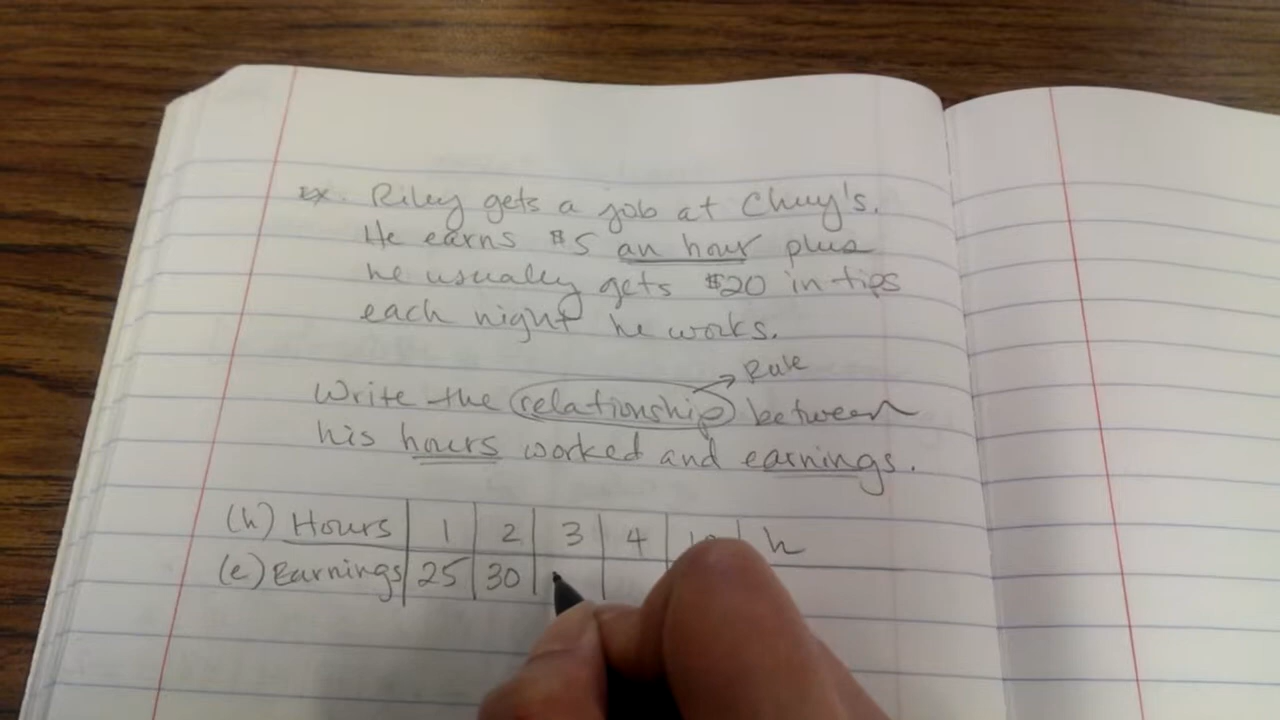 Ex. Riley gets a job at Chuy's.
He earns $5 an hour plus
he usually gets $20 in tips
each night he works.
Rule
Write the relationship between
his hours worked and earnings.
(h) Hours 1 2 3 4 h
(e) Earnings 25 30